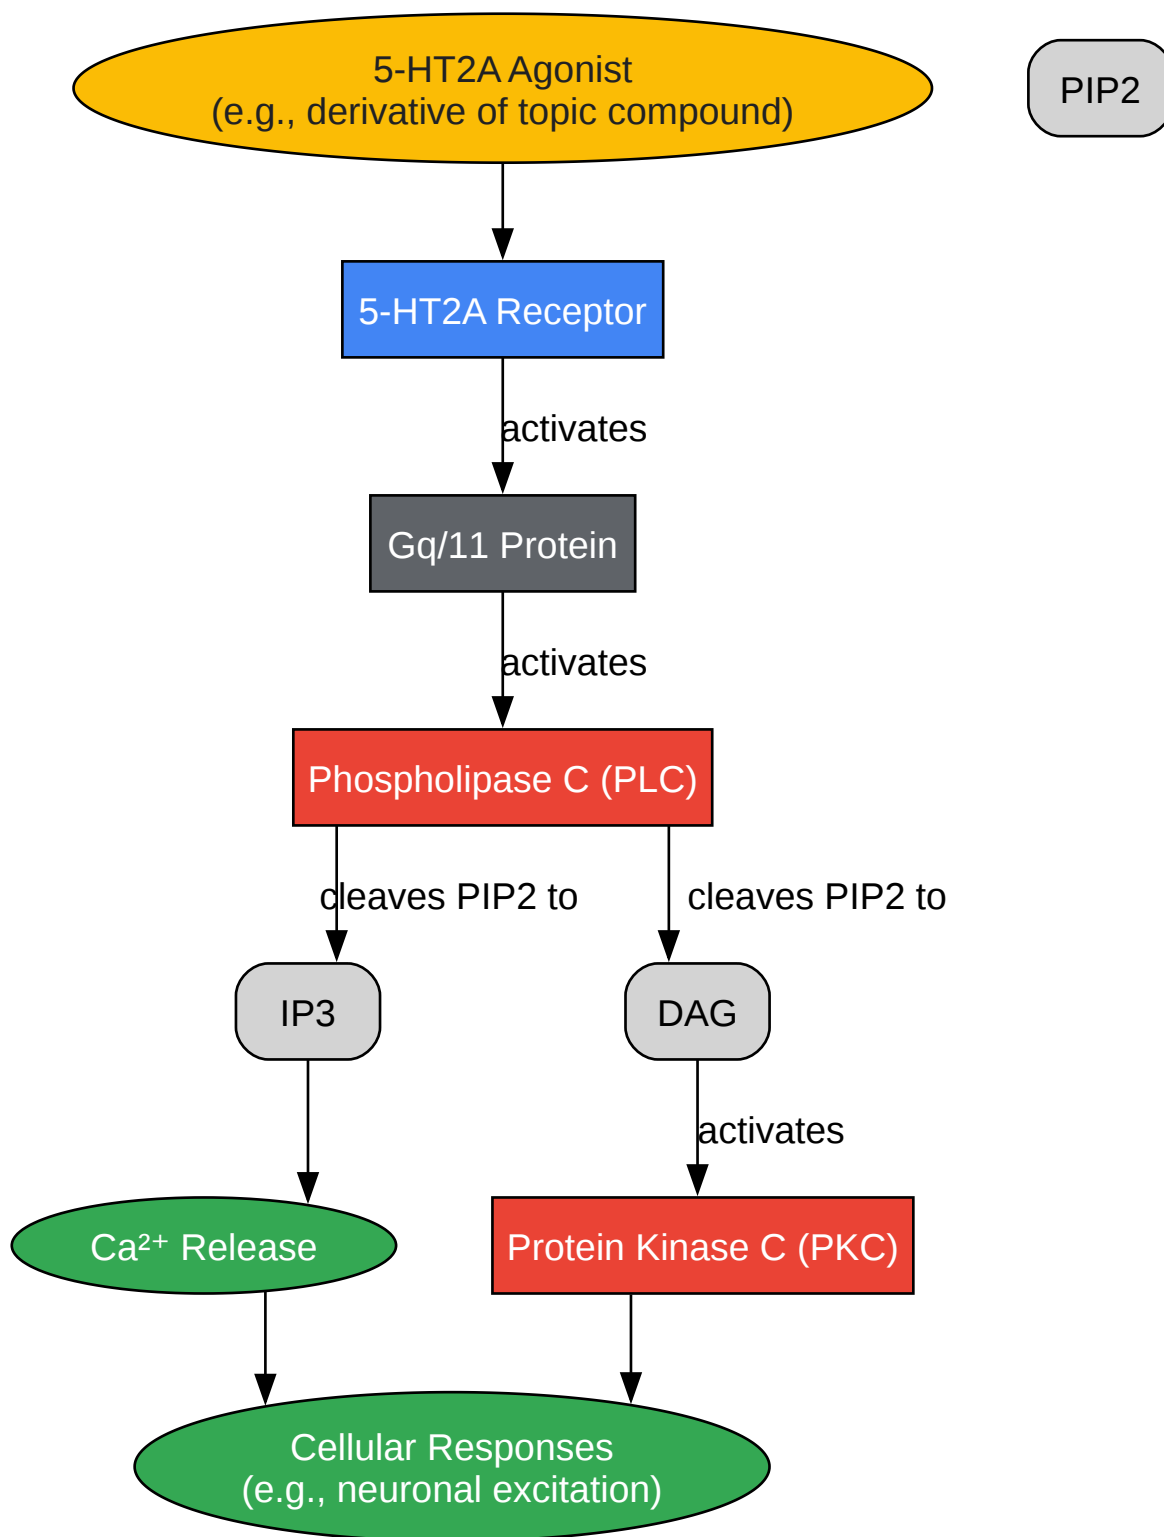 5-HT2A Agonist
(e.g., derivative of topic compound)
PIP2
5-HT2A Receptor
activates
Gq/11 Protein
activates
Phospholipase C (PLC)
cleaves PIP2 to
cleaves PIP2 to
IP3
DAG
activates
Ca²⁺ Release
Protein Kinase C (PKC)
Cellular Responses
(e.g., neuronal excitation)